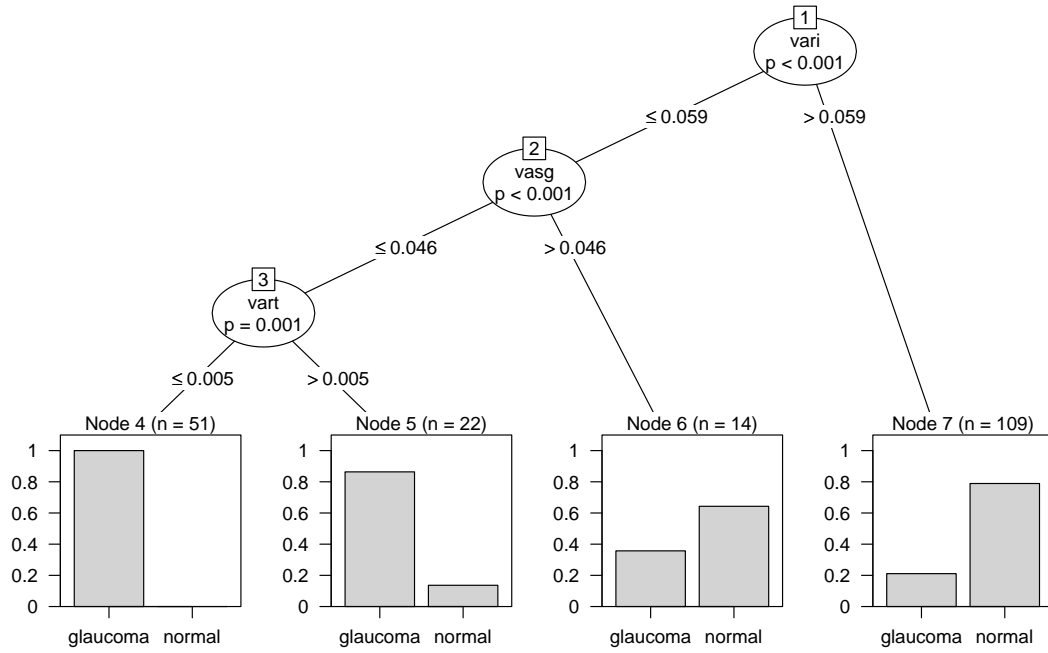 1
vari
p < 0.001
≤ 0.059
> 0.059
2
vasg
p < 0.001
≤ 0.046
> 0.046
3
vart
p = 0.001
≤ 0.005
> 0.005
Node 4 (n = 51)
1
0.8
0.6
0.4
0.2
0
glaucoma normal
Node 5 (n = 22)
1
0.8
0.6
0.4
0.2
0
glaucoma normal
Node 6 (n = 14)
1
0.8
0.6
0.4
0.2
0
glaucoma normal
Node 7 (n = 109)
1
0.8
0.6
0.4
0.2
0
glaucoma normal